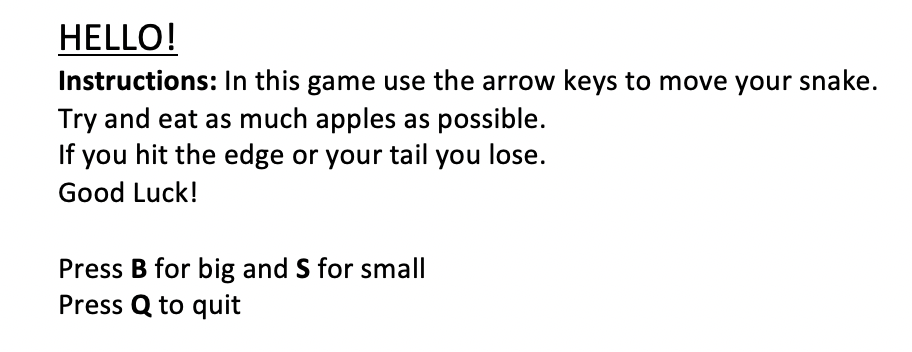 HELLO!
Instructions: In this game use the arrow keys to move your snake.
Try and eat as much apples as possible.
If you hit the edge or your tail you lose.
Good Luck!
Press B for big and S for small
Press Q to quit